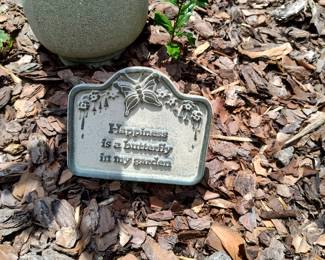 Happiness
is a butterfly
in my garden